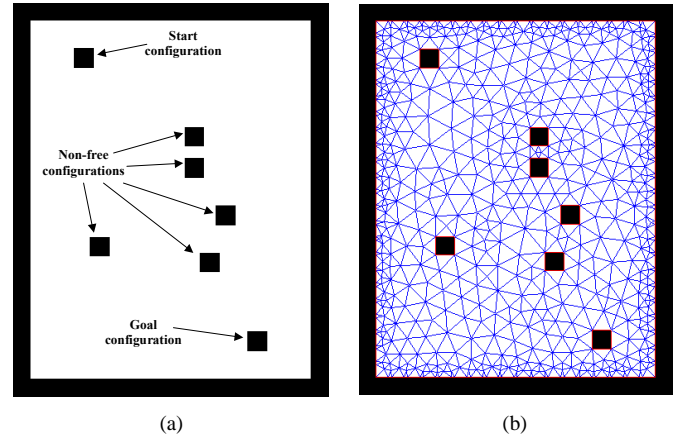 Start
configuration
Non-free
configurations
Goal
configuration
(a)
(b)